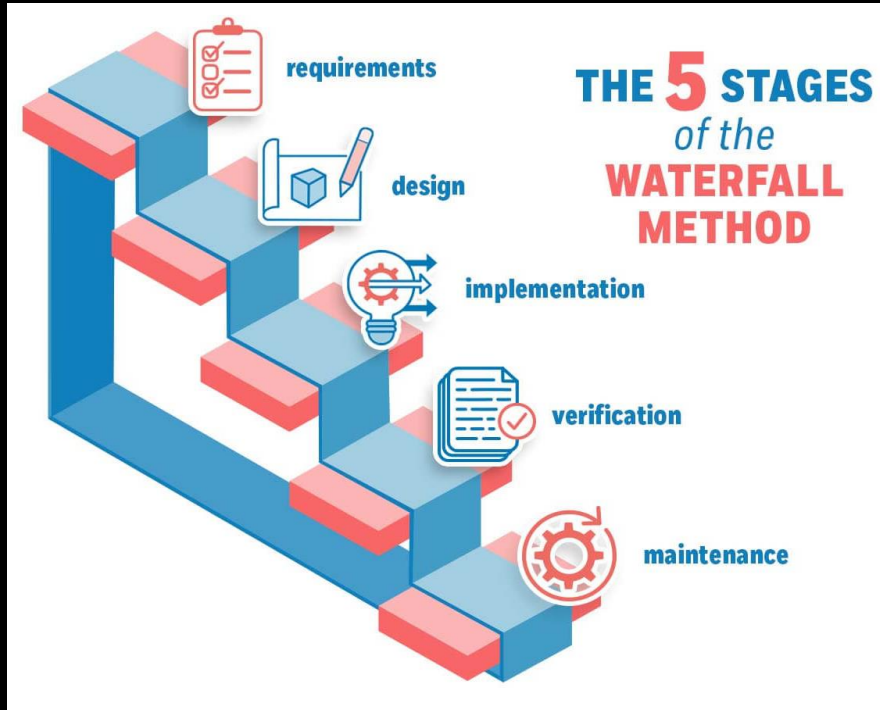 THE 5 STAGES
of the
WATERFALL
METHOD
requirements
design
implementation
verification
maintenance